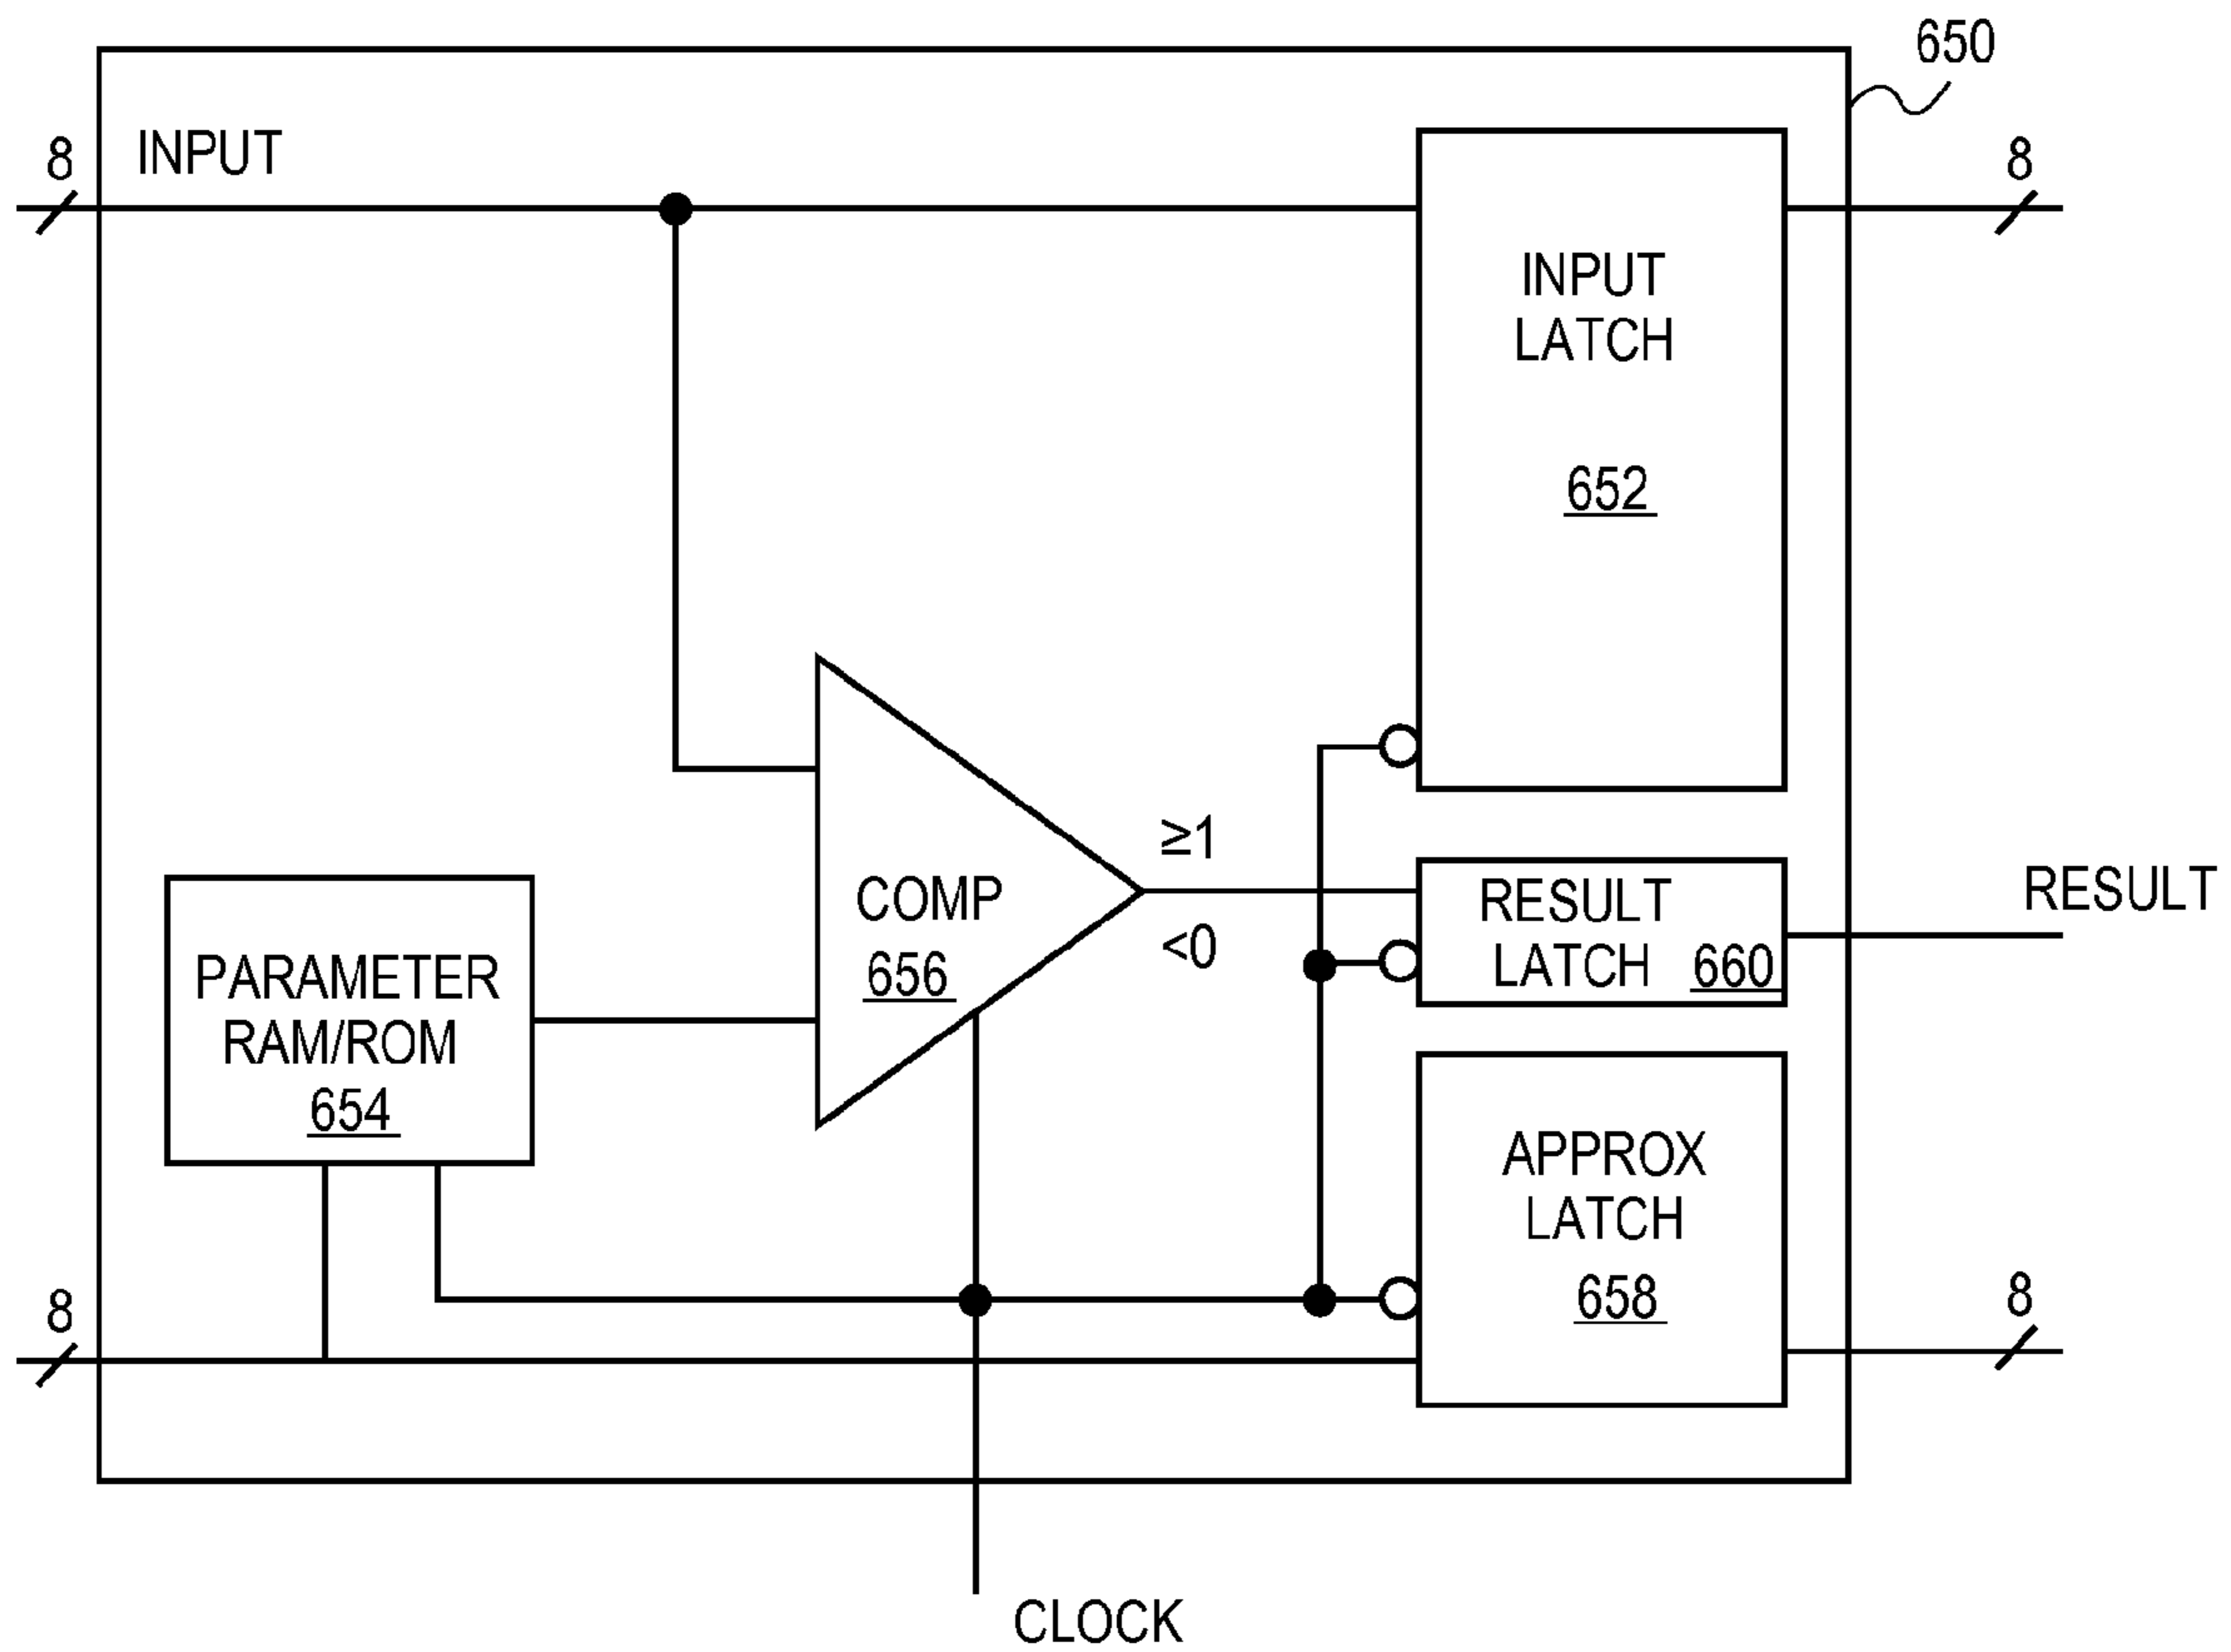 650
8
INPUT
8
INPUT
LATCH
652
≥1
COMP
656
<0
RESULT
LATCH 660
RESULT
PARAMETER
RAM/ROM
654
APPROX
LATCH
658
8
8
CLOCK